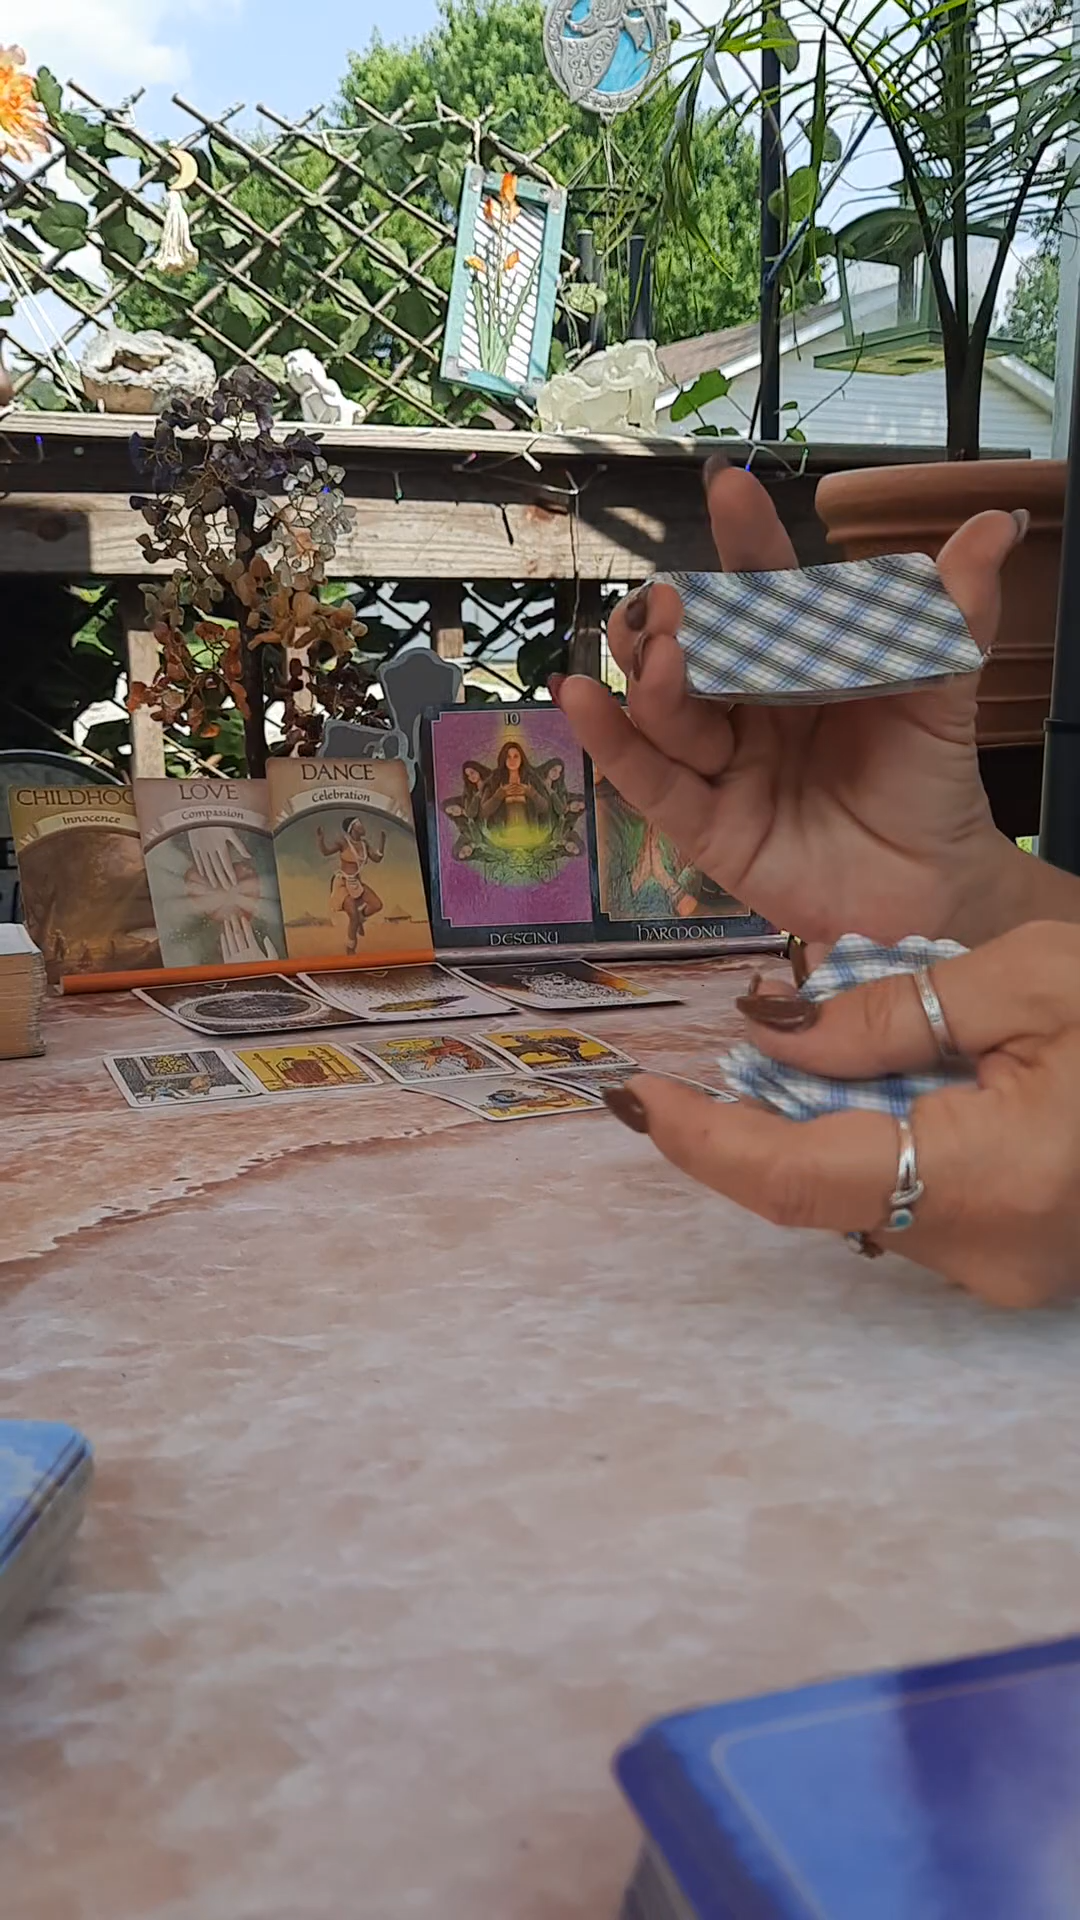 CHILDHOO
Innocence
LOVE
Compassion
DANCE
Celebration
10
DESTINY
HARMONY